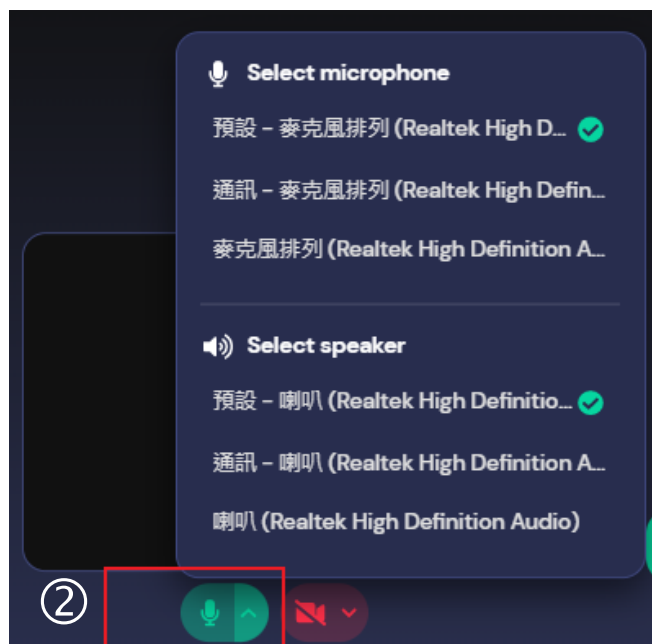 Select microphone
預設 – 麥克風排列 (Realtek High D...
通訊 – 麥克風排列 (Realtek High Defin...
麥克風排列 (Realtek High Definition A...
Select speaker
預設 – 喇叭 (Realtek High Definitio...
通訊 – 喇叭 (Realtek High Definition A...
喇叭 (Realtek High Definition Audio)
②